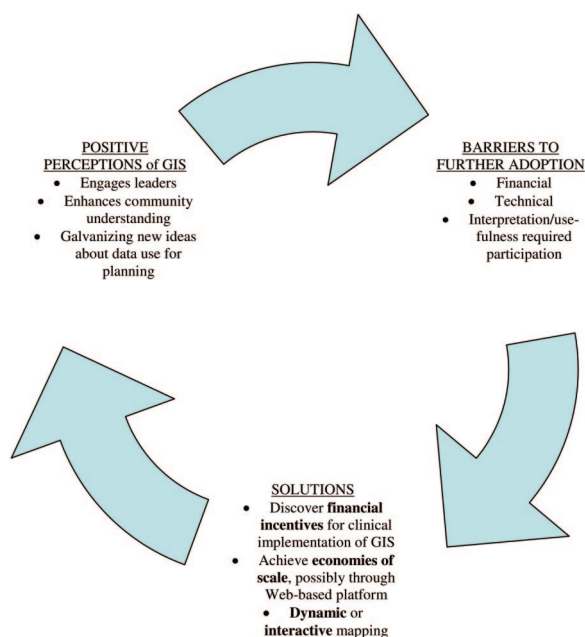 POSITIVE
PERCEPTIONS of GIS
• Engages leaders
• Enhances community
understanding
• Galvanizing new ideas
about data use for
planning
BARRIERS TO
FURTHER ADOPTION
• Financial
• Technical
• Interpretation/use-
fulness required
participation
SOLUTIONS
• Discover financial
incentives for clinical
implementation of GIS
• Achieve economies of
scale, possibly through
Web-based platform
• Dynamic or
interactive mapping